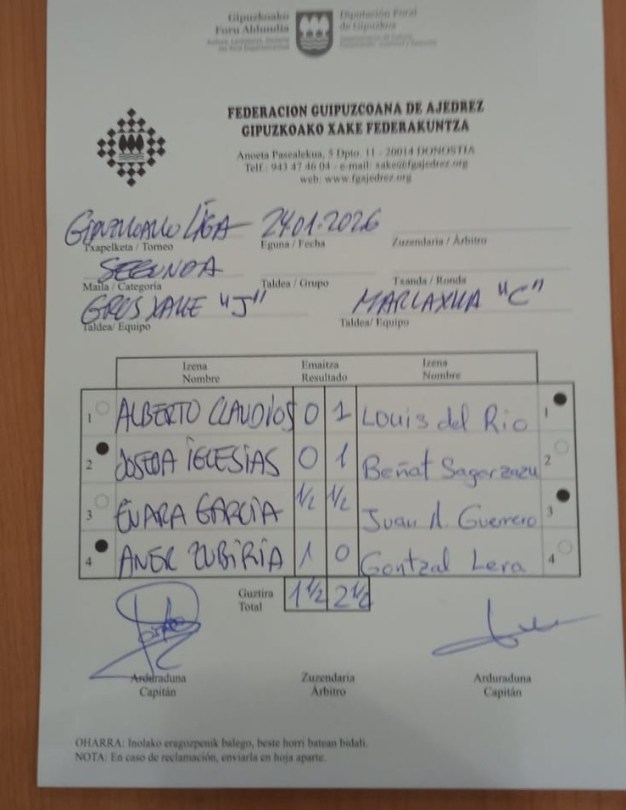 Gipuzkoako
Foru Aldundia
Diputación Foral
de Gipuzkoa
FEDERACION GUIPUZCOANA DE AJEDREZ
GIPUZKOAKO XAKE FEDERAKUNTZA
Anoeta Pasealekua, 5 Dpto. 11 - 20014 DONOSTIA
Telf.: 943 47 46 04 - e-mail: xake@fgajedrez.org
web: www.fgajedrez.org
GIPUZKOAKO LIGA 24.01.2026
Txapelketa / Torneo Eguna / Fecha Zuzendaria / Árbitro
SEGUNDA
Maila / Categoria Taldea / Grupo Txanda / Ronda
GROS XAKE "J" MARLAXKA "C"
Taldea/ Equipo Taldea/ Equipo
Izena Emaitza Izena
Nombre Resultado Nombre
1 ALBERTO CLAUDIOS 0 1 Louis del Rio 1
2 JOSEBA IGLESIAS 0 1 Beñat Sagarzazu 2
3 ENARA GARCIA 1/2 1/2 Juan A. Guerrero 3
4 ANER ZUBIRIA 1 0 Gontzal Lera 4
Guztira
Total 1 1/2 2 1/2
Arduraduna Zuzendaria Arduraduna
Capitán Árbitro Capitán
OHARRA: Inolako eragozpenik balego, beste horri batean bidali.
NOTA: En caso de reclamación, enviarla en hoja aparte.